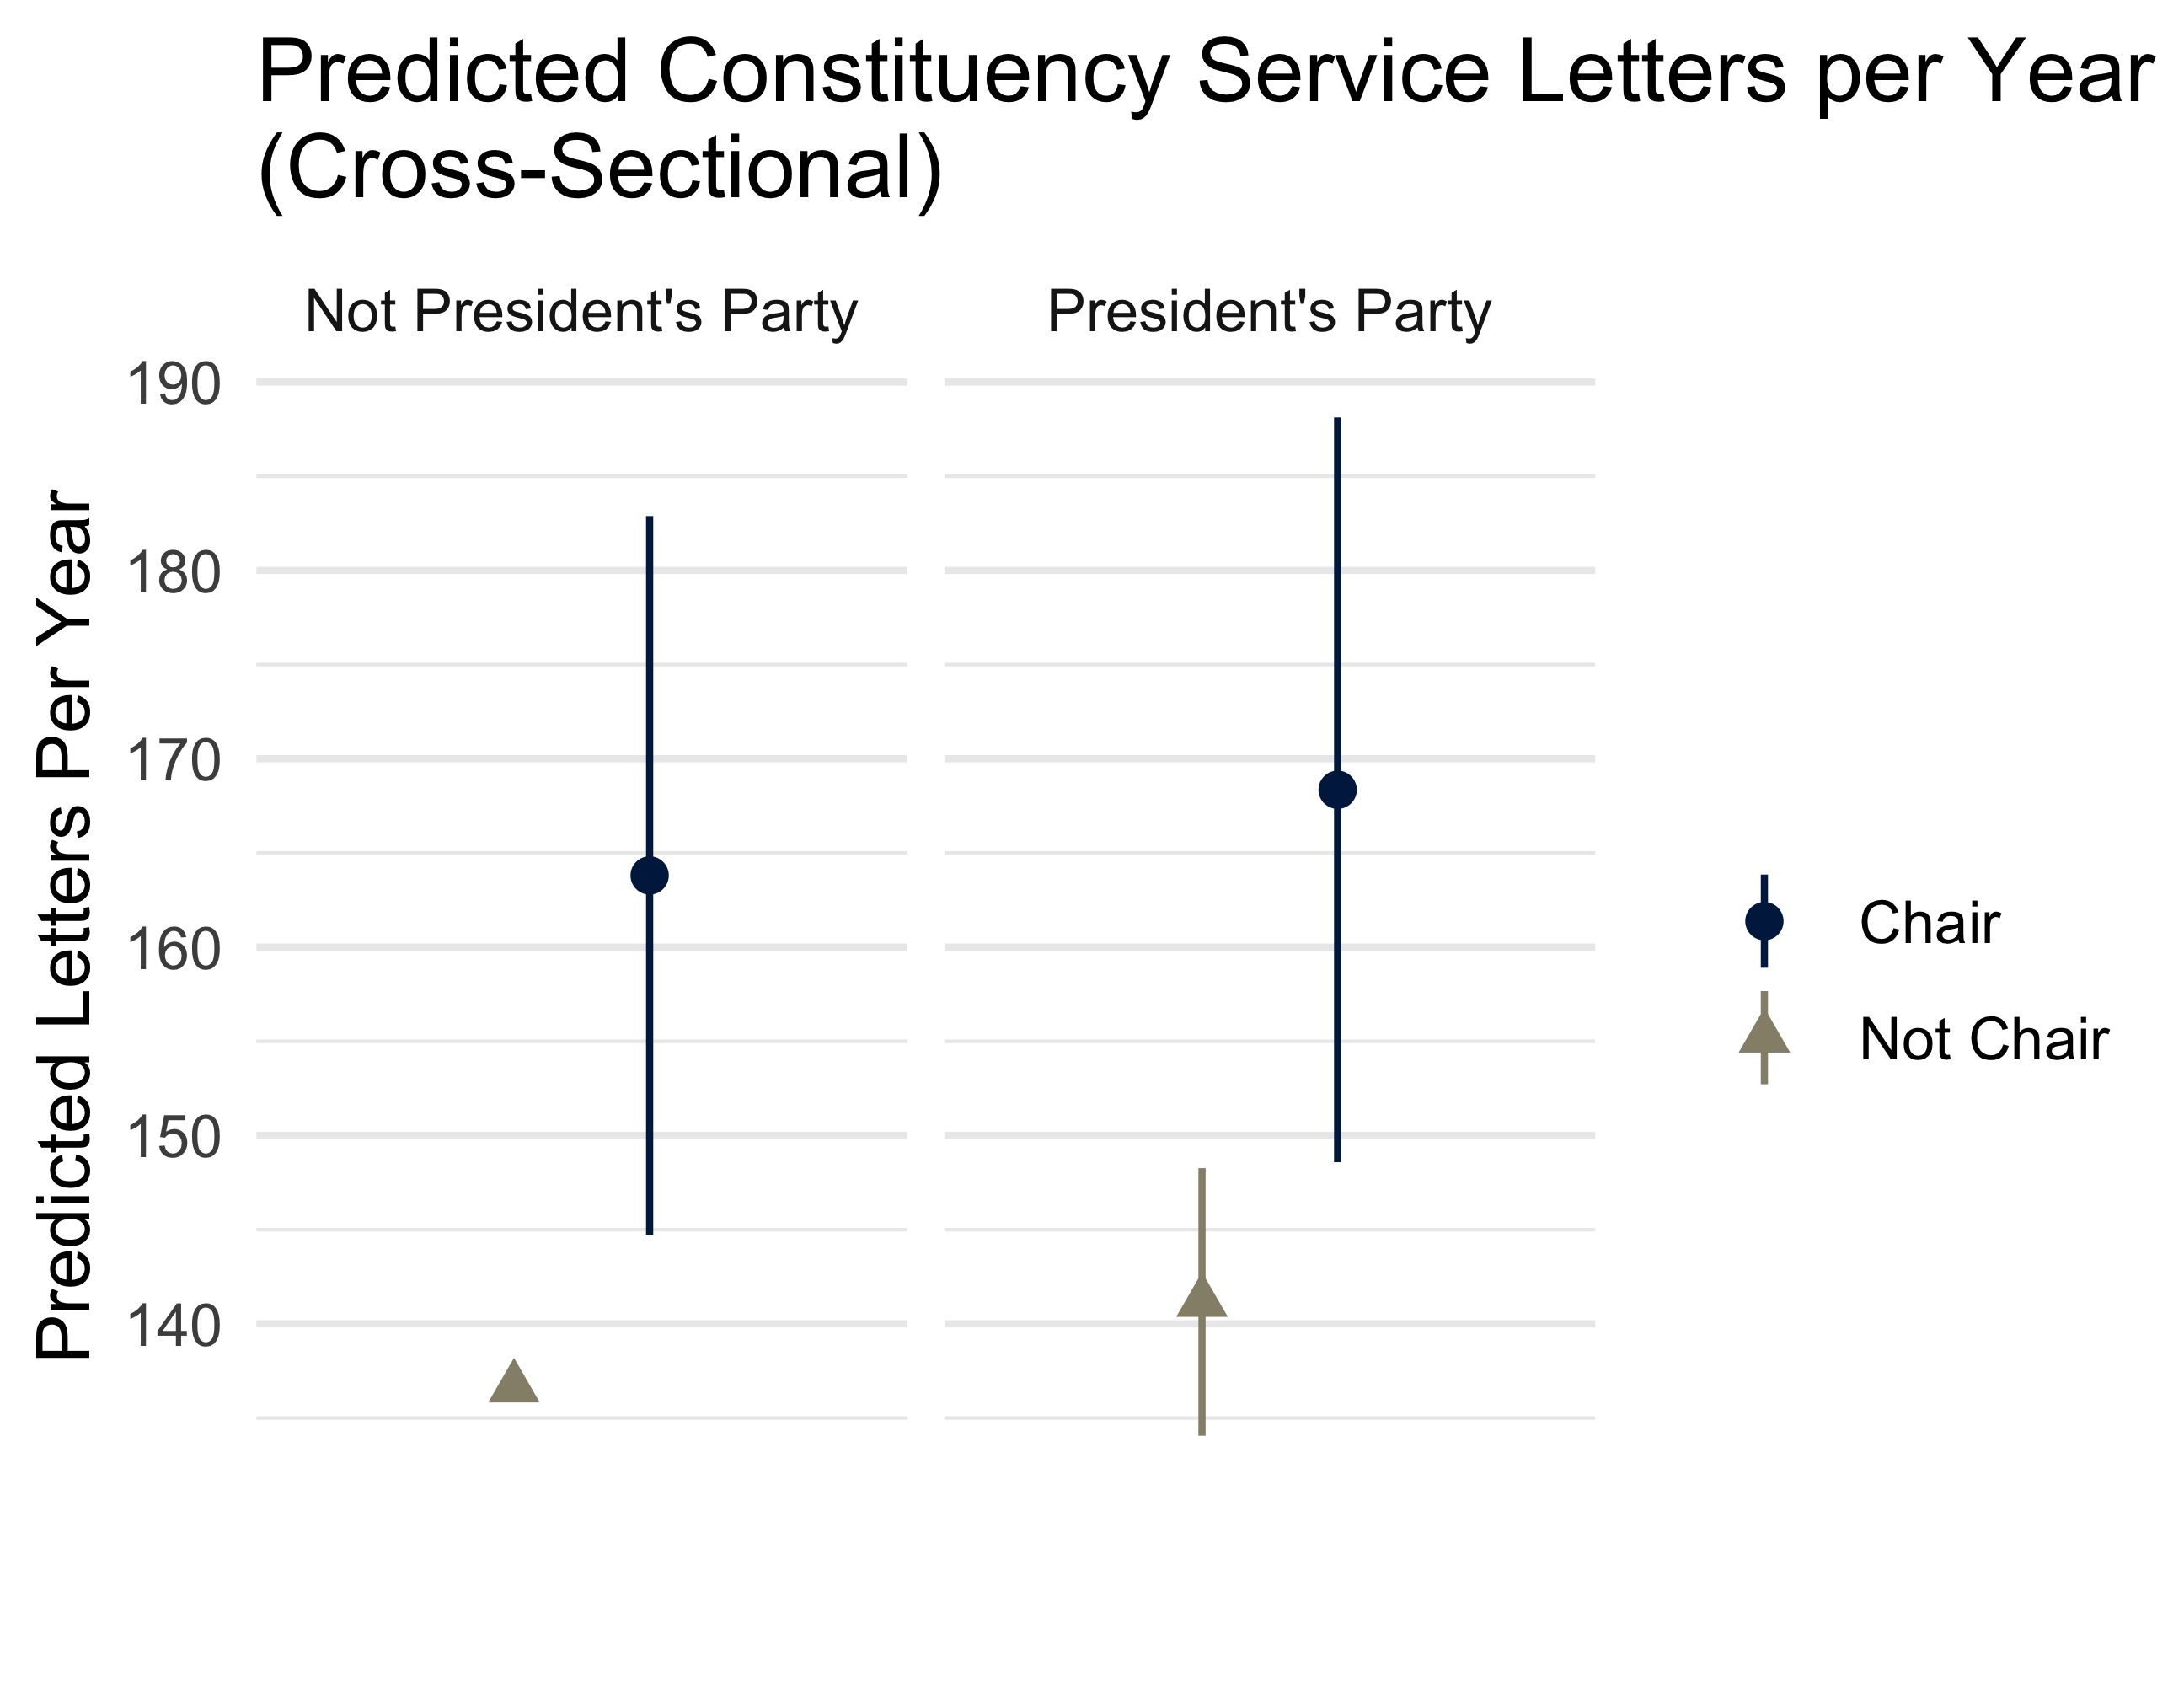 Predicted Constituency Service Letters per Year
(Cross-Sectional)
Not President's Party
President's Party
190
180
170
160
150
140
Predicted Letters Per Year
Chair
Not Chair